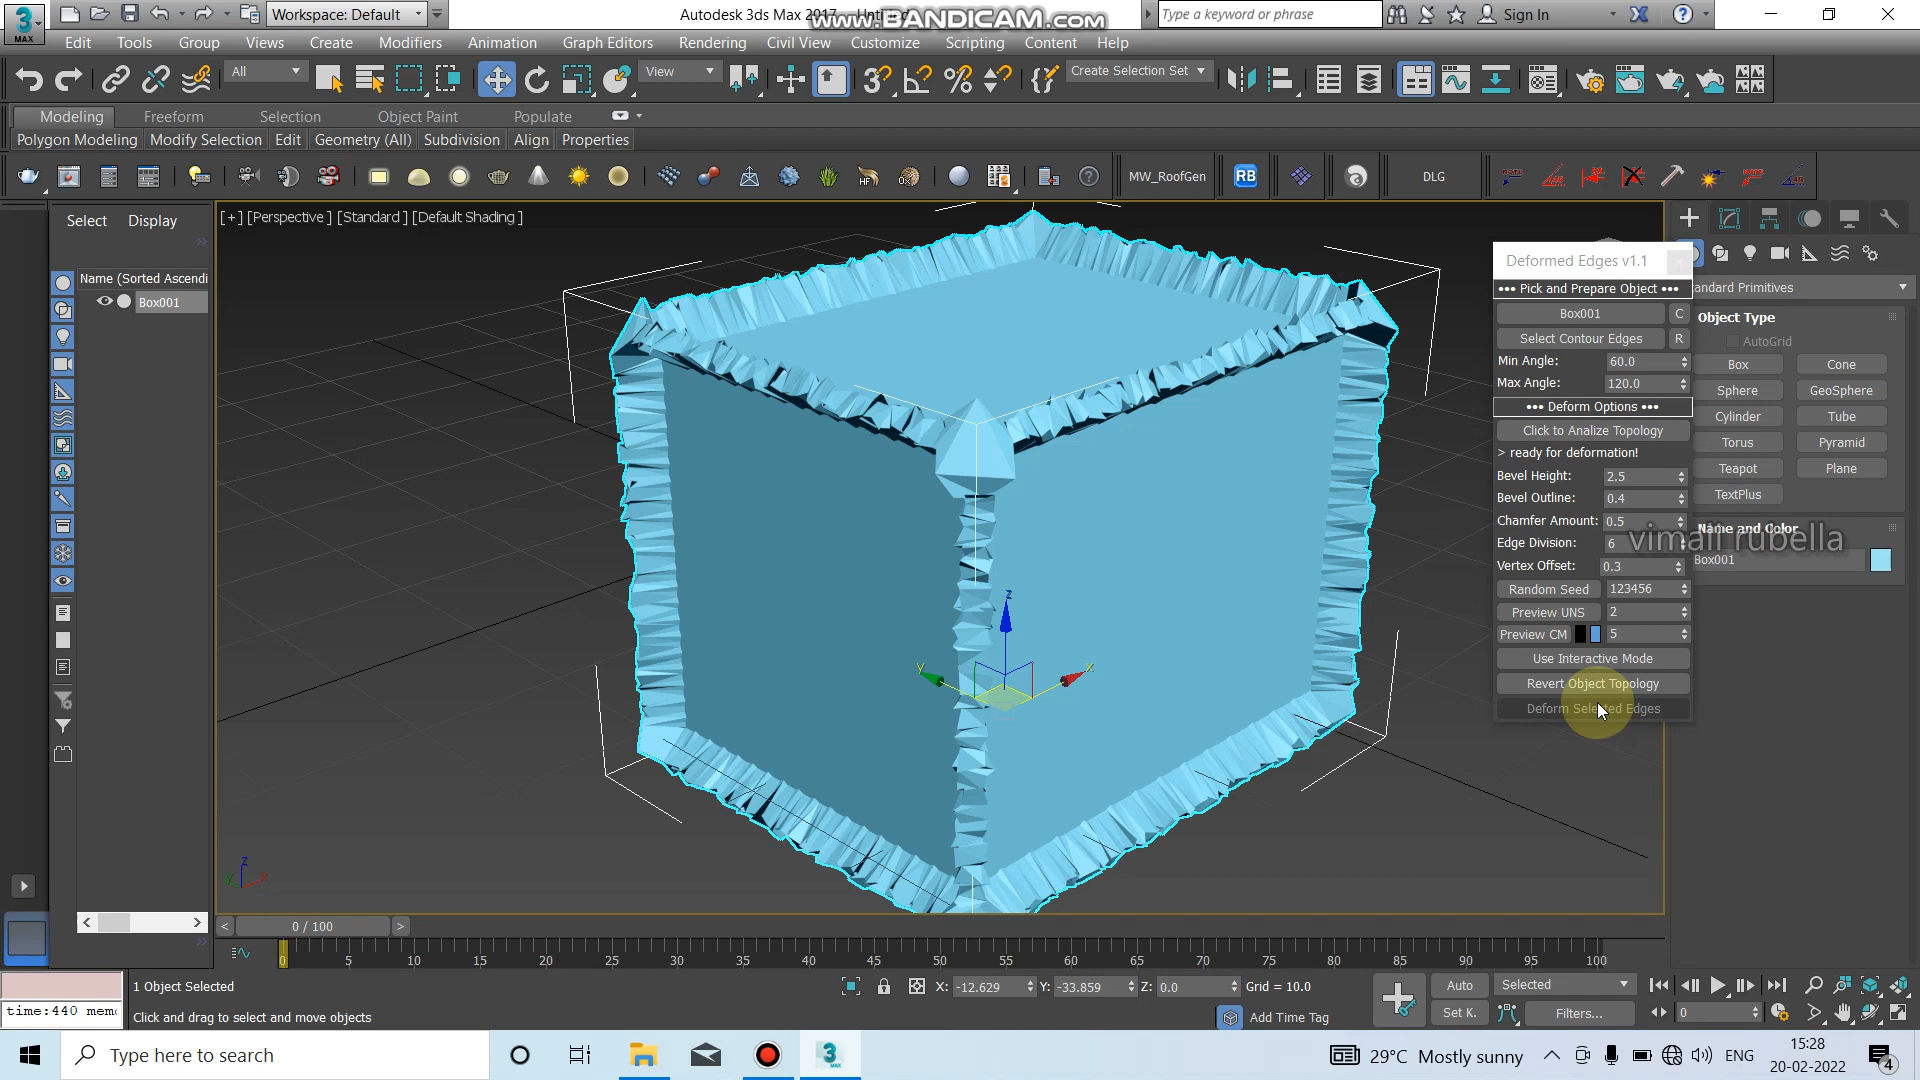 Workspace: Default
Autodesk 3ds Max 2017
www.BANDICAM.com
Type a keyword or phrase
Sign In
MAX
Edit Tools Group Views Create Modifiers Animation Graph Editors Rendering Civil View Customize Scripting Content Help
All
View
Create Selection Set
Modeling Freeform Selection Object Paint Populate
Polygon Modeling Modify Selection Edit Geometry (All) Subdivision Align Properties
MW_RoofGen
RB
DLG
Select Display
Name (Sorted Ascendi
Box001
[+] [Perspective ] [Standard ] [Default Shading ]
Deformed Edges v1.1
••• Pick and Prepare Object •••
Box001 C
Select Contour Edges R
Min Angle: 60.0
Max Angle: 120.0
••• Deform Options •••
Click to Analize Topology
> ready for deformation!
Bevel Height: 2.5
Bevel Outline: 0.4
Chamfer Amount: 0.5
Edge Division: 6
Vertex Offset: 0.3
Random Seed 123456
Preview UNS 2
Preview CM 5
Use Interactive Mode
Revert Object Topology
Deform Selected Edges
andard Primitives
Object Type
AutoGrid
Box Cone
Sphere GeoSphere
Cylinder Tube
Torus Pyramid
Teapot Plane
TextPlus
Name and Color
vimali rubella
Box001
z
y
x
z
y
x
< 0 / 100 >
0 5 10 15 20 25 30 35 40 45 50 55 60 65 70 75 80 85 90 95 100
1 Object Selected
X: -12.629 Y: -33.859 Z: 0.0 Grid = 10.0
Auto Selected
time:440 mem
Click and drag to select and move objects
Add Time Tag
Set K. Filters...
0
Type here to search
29°C Mostly sunny
ENG
15:28
20-02-2022
4